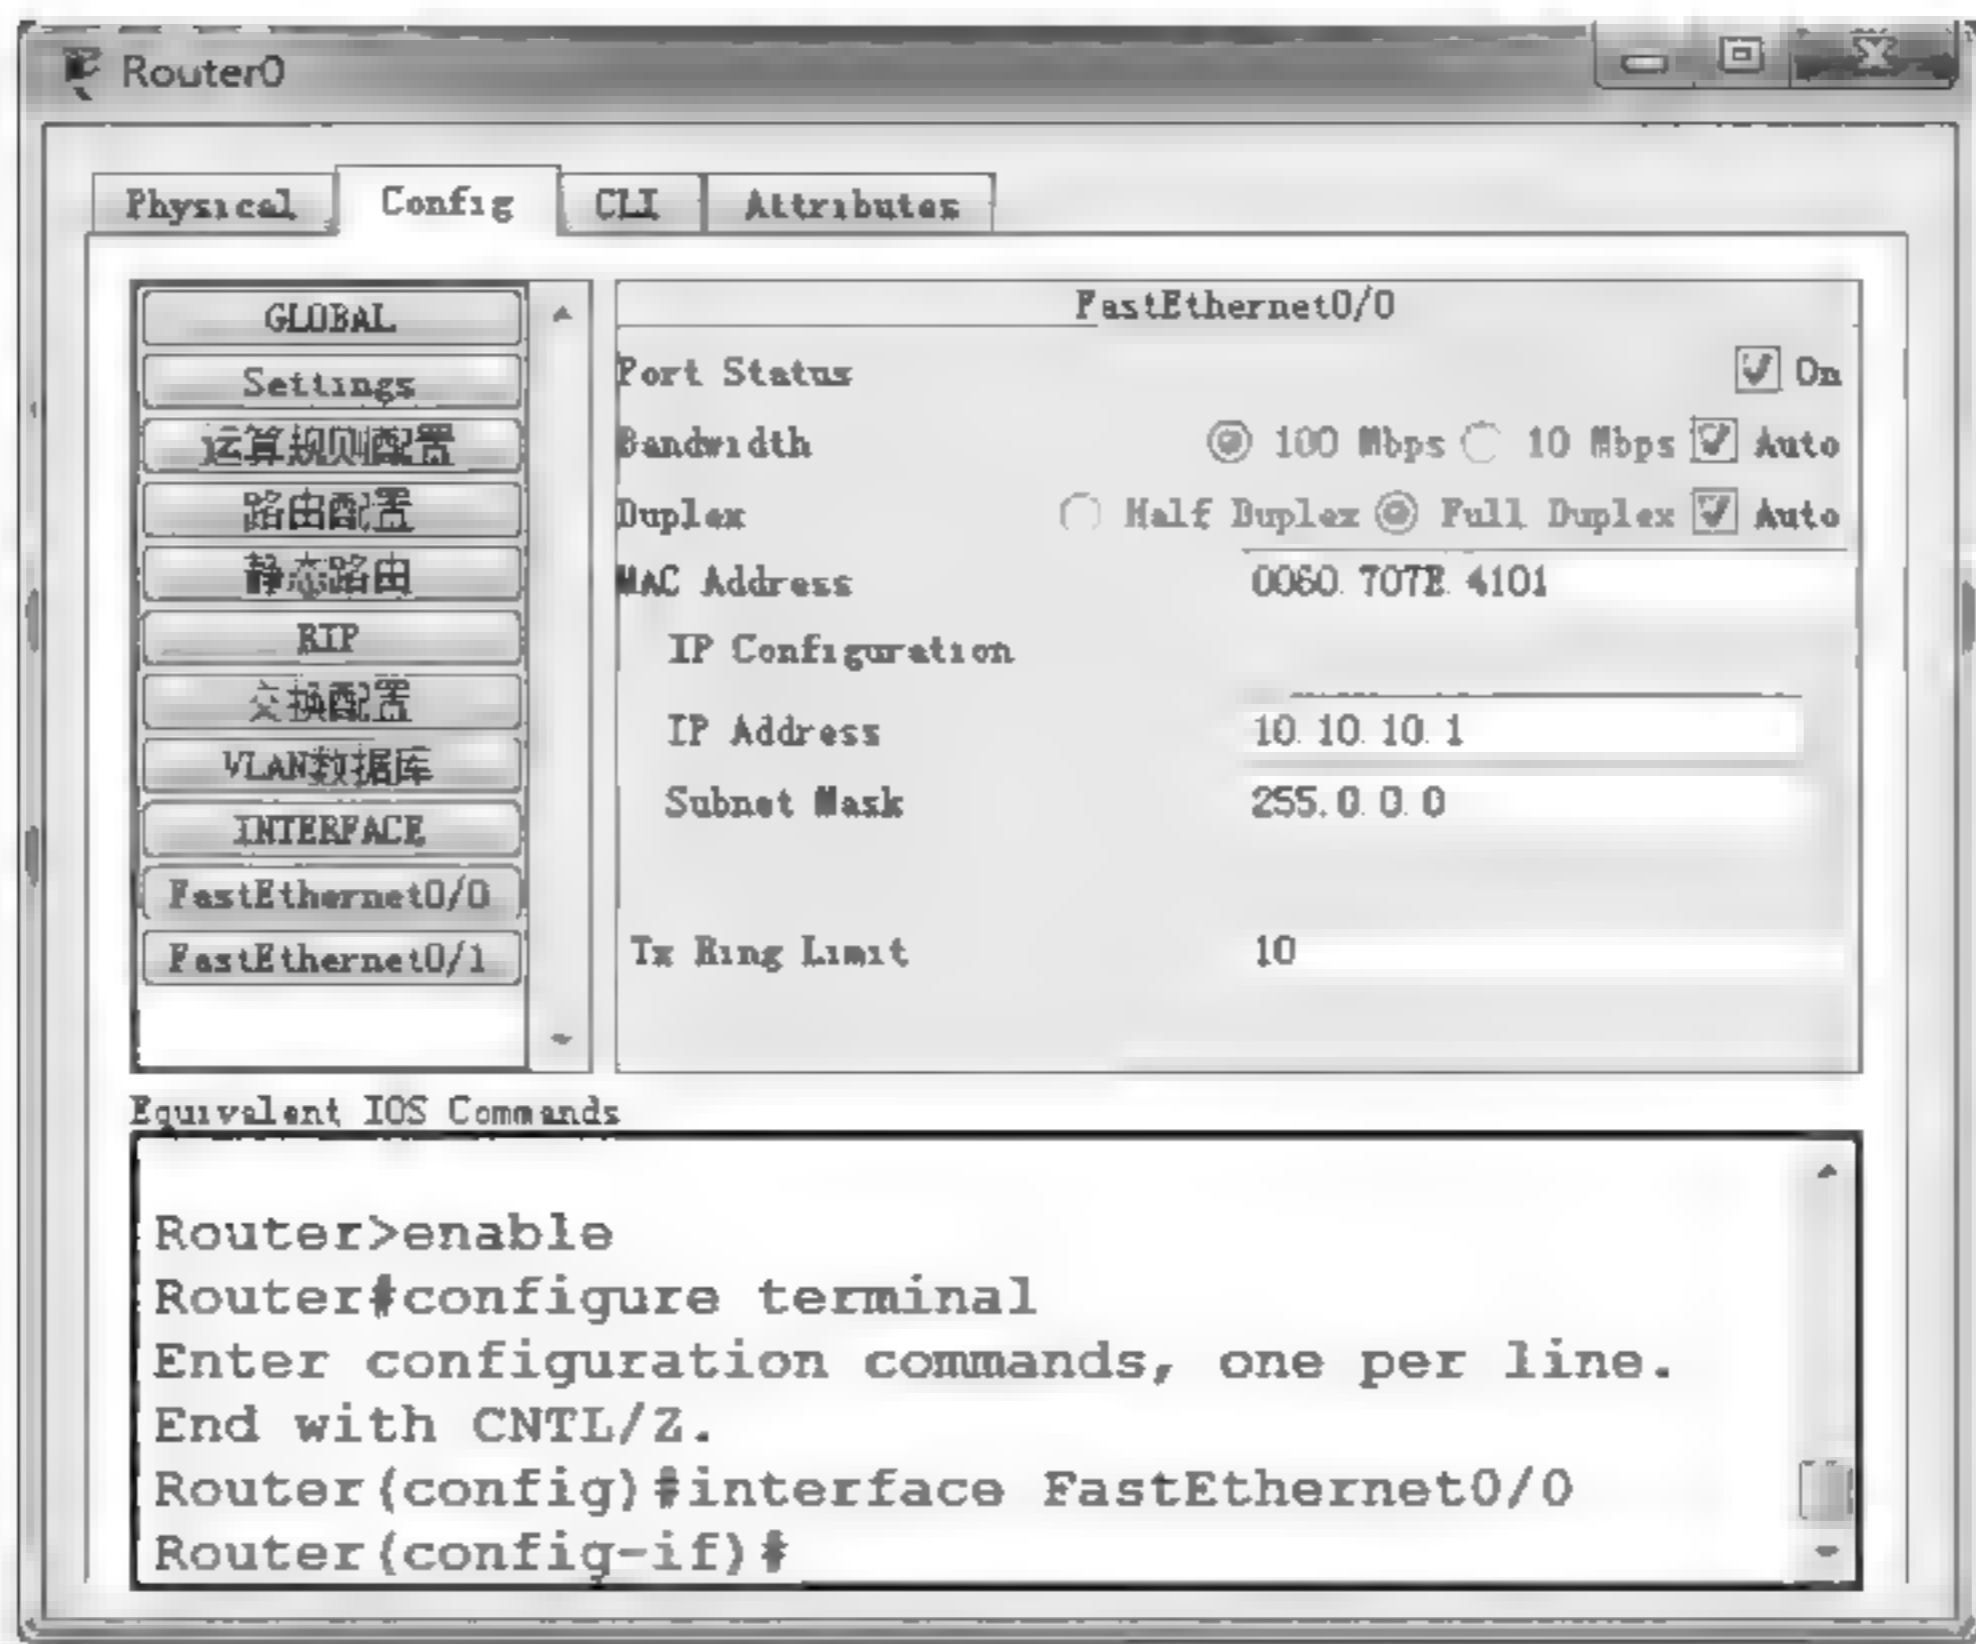 Router0
Physical Config CLI Attributes
GLOBAL
Settings
运算规则配置
路由配置
静态路由
RIP
交换配置
VLAN数据库
INTERFACE
FastEthernet0/0
FastEthernet0/1
FastEthernet0/0
Port Status On
Bandwidth 100 Mbps 10 Mbps Auto
Duplex Half Duplex Full Duplex Auto
MAC Address 0060.707E.4101
IP Configuration
IP Address 10.10.10.1
Subnet Mask 255.0.0.0
Tx Ring Limit 10
Equivalent IOS Commands
Router>enable
Router#configure terminal
Enter configuration commands, one per line.
End with CNTL/Z.
Router(config)#interface FastEthernet0/0
Router(config-if)#